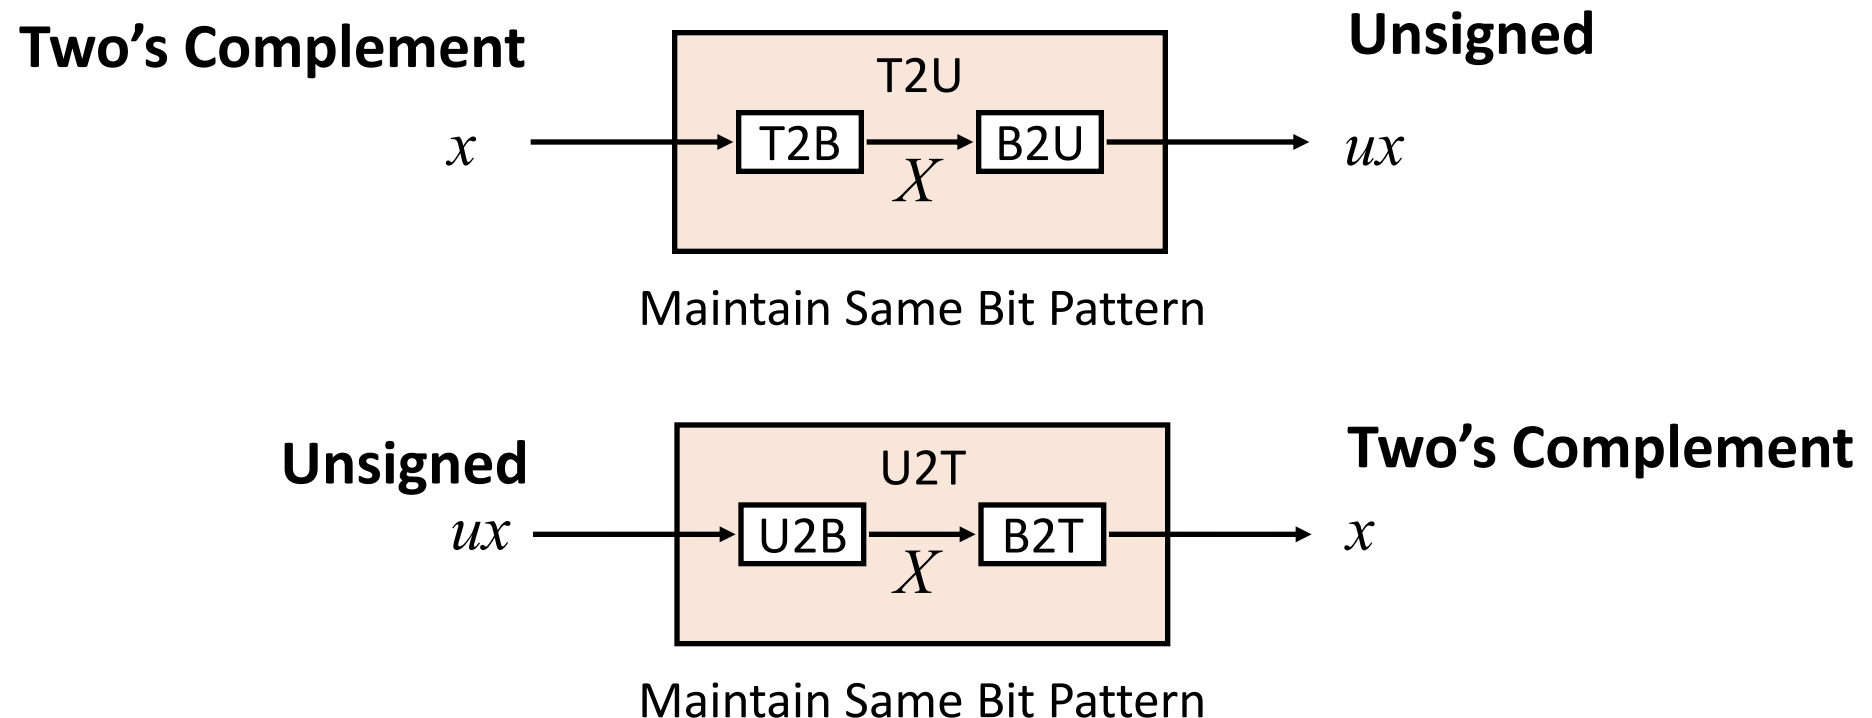 Two’s Complement
Unsigned
T2U
x
T2B
X
B2U
ux
Maintain Same Bit Pattern
Unsigned
Two’s Complement
U2T
ux
U2B
X
B2T
x
Maintain Same Bit Pattern